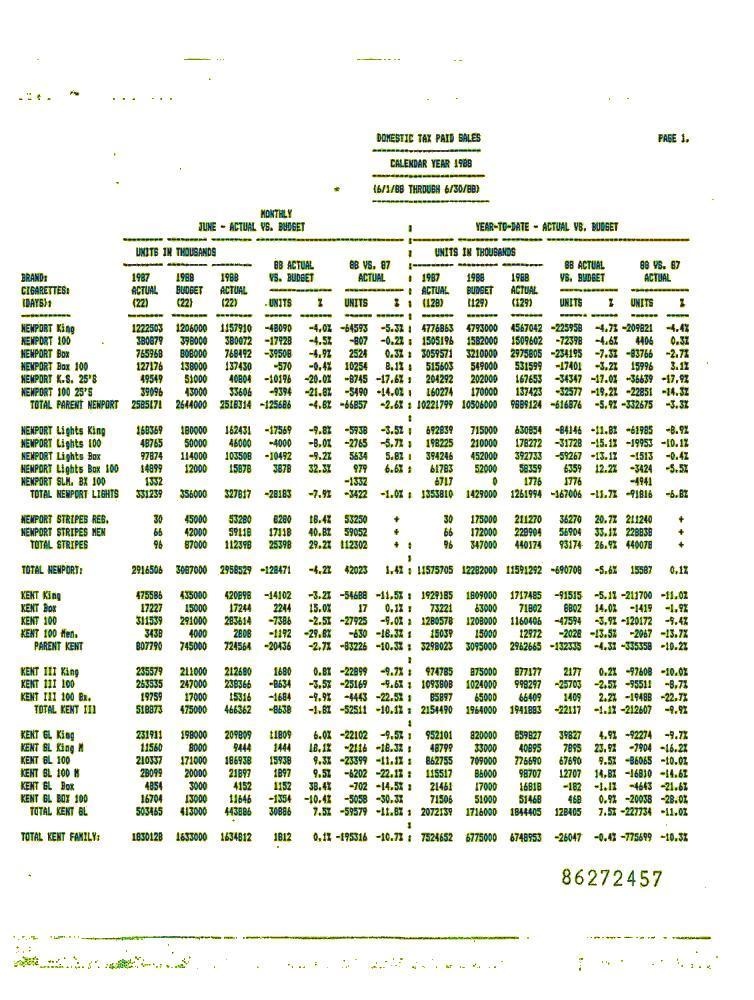 DOMESTIC TAX PAID SALES PAGE 1.
CALENDAR YEAR 1988
(6/1/88 THROUGH 6/30/88)
MONTHLY
JUNE - ACTUAL VS. BUDGET YEAR-TO-DATE - ACTUAL VS. BUDGET
UNITS IN THOUSANDS UNITS IN THOUSANDS
88 ACTUAL 88 VS. 87 88 ACTUAL 88 VS. 87
BRAND: 1987 1988 1988 VS. BUDGET ACTUAL 1987 1988 1988 VS. BUDGET ACTUAL
CIGARETTES: ACTUAL BUDGET ACTUAL ACTUAL BUDGET ACTUAL
(DAYS): (22) (22) (22) UNITS % UNITS % (128) (129) (129) UNITS % UNITS %
NEWPORT King 1222503 1206000 1157910 -48090 -4.0% -64593 -5.3% 4776863 4793000 4567042 -225958 -4.7% -209821 -4.4%
NEWPORT 100 380879 398000 380072 -17928 -4.5% -807 -0.2% 1505196 1582000 1509602 -72398 -4.6% 4406 0.3%
NEWPORT Box 765968 808000 768492 -39508 -4.9% 2524 0.3% 3059571 3210000 2975805 -234195 -7.3% -83766 -2.7%
NEWPORT Box 100 127176 138000 137430 -570 -0.4% 10254 8.1% 515603 549000 531599 -17401 -3.2% 15996 3.1%
NEWPORT K.S. 25'S 49549 51000 40804 -10196 -20.0% -8745 -17.6% 204292 202000 167653 -34347 -17.0% -36639 -17.9%
NEWPORT 100 25'S 39096 43000 33606 -9394 -21.8% -5490 -14.0% 160274 170000 137423 -32577 -19.2% -22851 -14.3%
TOTAL PARENT NEWPORT 2585171 2644000 2518314 -125686 -4.8% -66857 -2.6% 10221799 10506000 9889124 -616876 -5.9% -332675 -3.3%
NEWPORT Lights King 168369 180000 162431 -17569 -9.8% -5938 -3.5% 692839 715000 630854 -84146 -11.8% -61985 -8.9%
NEWPORT Lights 100 48765 50000 46000 -4000 -8.0% -2765 -5.7% 198225 210000 178272 -31728 -15.1% -19953 -10.1%
NEWPORT Lights Box 97874 114000 103508 -10492 -9.2% 5634 5.8% 394246 452000 392733 -59267 -13.1% -1513 -0.4%
NEWPORT Lights Box 100 14899 12000 15878 3878 32.3% 979 6.6% 61783 52000 58359 6359 12.2% -3424 -5.5%
NEWPORT SLM. BX 100 1332 -1332 6717 0 1776 1776 -4941
TOTAL NEWPORT LIGHTS 331239 356000 327817 -28183 -7.9% -3422 -1.0% 1353810 1429000 1261994 -167006 -11.7% -91816 -6.8%
NEWPORT STRIPES REG. 30 45000 53280 8280 18.4% 53250 + 30 175000 211270 36270 20.7% 211240 +
NEWPORT STRIPES MEN 66 42000 59118 17118 40.8% 59052 + 66 172000 228904 56904 33.1% 228838 +
TOTAL STRIPES 96 87000 112398 25398 29.2% 112302 + 96 347000 440174 93174 26.9% 440078 +
TOTAL NEWPORT: 2916506 3087000 2958529 -128471 -4.2% 42023 1.4% 11575705 12282000 11591292 -690708 -5.6% 15587 0.1%
KENT King 475586 435000 420898 -14102 -3.2% -54688 -11.5% 1929185 1809000 1717485 -91515 -5.1% -211700 -11.0%
KENT Box 17227 15000 17244 2244 15.0% 17 0.1% 73221 63000 71802 8802 14.0% -1419 -1.9%
KENT 100 311539 291000 283614 -7386 -2.5% -27925 -9.0% 1280578 1208000 1160406 -47594 -3.9% -120172 -9.4%
KENT 100 Men. 3438 4000 2808 -1192 -29.8% -630 -18.3% 15039 15000 12972 -2028 -13.5% -2067 -13.7%
PARENT KENT 807790 745000 724564 -20436 -2.7% -83226 -10.3% 3298023 3095000 2962665 -132335 -4.3% -335358 -10.2%
KENT III King 235579 211000 212680 1680 0.8% -22899 -9.7% 974785 875000 877177 2177 0.2% -97608 -10.0%
KENT III 100 263535 247000 238366 -8634 -3.5% -25169 -9.6% 1093808 1024000 998297 -25703 -2.5% -95511 -8.7%
KENT III 100 Bx. 19759 17000 15316 -1684 -9.9% -4443 -22.5% 85897 65000 66409 1409 2.2% -19488 -22.7%
TOTAL KENT III 518873 475000 466362 -8638 -1.8% -52511 -10.1% 2154490 1964000 1941883 -22117 -1.1% -212607 -9.9%
KENT GL King 231911 198000 209809 11809 6.0% -22102 -9.5% 952101 820000 859827 39827 4.9% -92274 -9.7%
KENT GL King M 11560 8000 9444 1444 18.1% -2116 -18.3% 48799 33000 40895 7895 23.9% -7904 -16.2%
KENT GL 100 210337 171000 186938 15938 9.3% -23399 -11.1% 862755 709000 776690 67690 9.5% -86065 -10.0%
KENT GL 100 M 28099 20000 21897 1897 9.5% -6202 -22.1% 115517 86000 98707 12707 14.8% -16810 -14.6%
KENT GL Box 4854 3000 4152 1152 38.4% -702 -14.5% 21461 17000 16818 -182 -1.1% -4643 -21.6%
KENT GL BOX 100 16704 13000 11646 -1354 -10.4% -5058 -30.3% 71506 51000 51468 468 0.9% -20038 -28.0%
TOTAL KENT GL 503465 413000 443886 30886 7.5% -59579 -11.8% 2072139 1716000 1844405 128405 7.5% -227734 -11.0%
TOTAL KENT FAMILY: 1830128 1633000 1634812 1812 0.1% -195316 -10.7% 7524652 6775000 6748953 -26047 -0.4% -775699 -10.3%
86272457